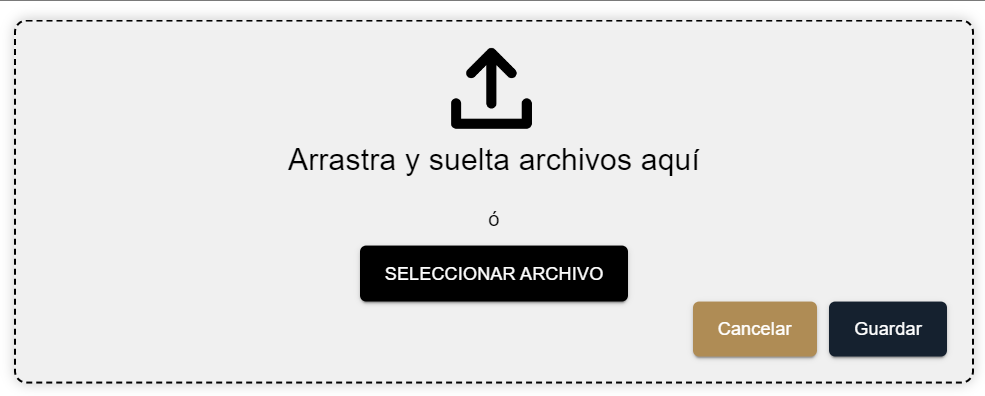 Arrastra y suelta archivos aquí
ó
SELECCIONAR ARCHIVO
Cancelar Guardar